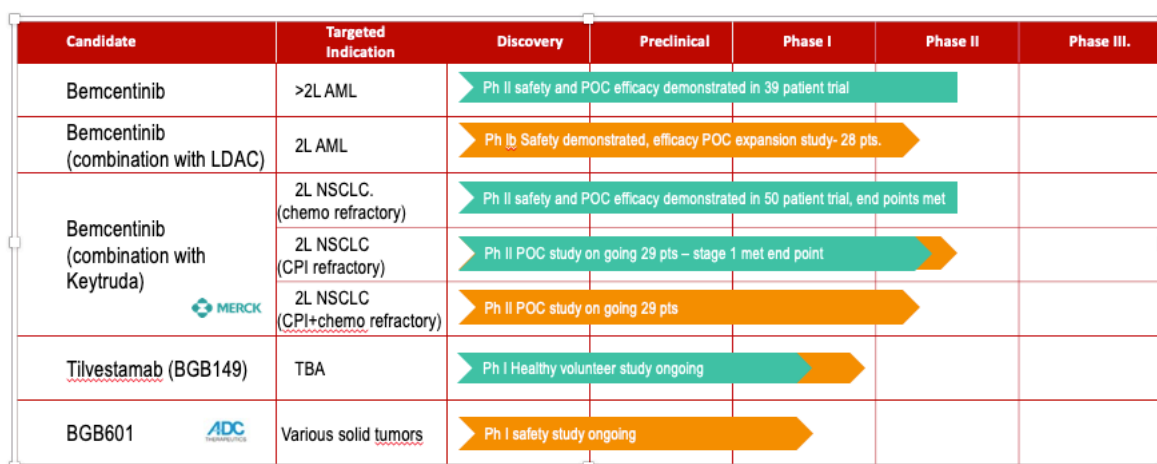 Candidate
Targeted
Indication
Discovery
Preclinical
Phase I
Phase II
Phase III.
Bemcentinib
>2L AML
Ph II safety and POC efficacy demonstrated in 39 patient trial
Bemcentinib
(combination with LDAC)
2L AML
Ph Ib Safety demonstrated, efficacy POC expansion study- 28 pts.
Bemcentinib
(combination with
Keytruda)
MERCK
2L NSCLC.
(chemo refractory)
Ph II safety and POC efficacy demonstrated in 50 patient trial, end points met
2L NSCLC
(CPI refractory)
Ph II POC study on going 29 pts – stage 1 met end point
2L NSCLC
(CPI+chemo refractory)
Ph II POC study on going 29 pts
Tilvestamab (BGB149)
TBA
Ph I Healthy volunteer study ongoing
BGB601
ADC
THERAPEUTICS
Various solid tumors
Ph I safety study ongoing